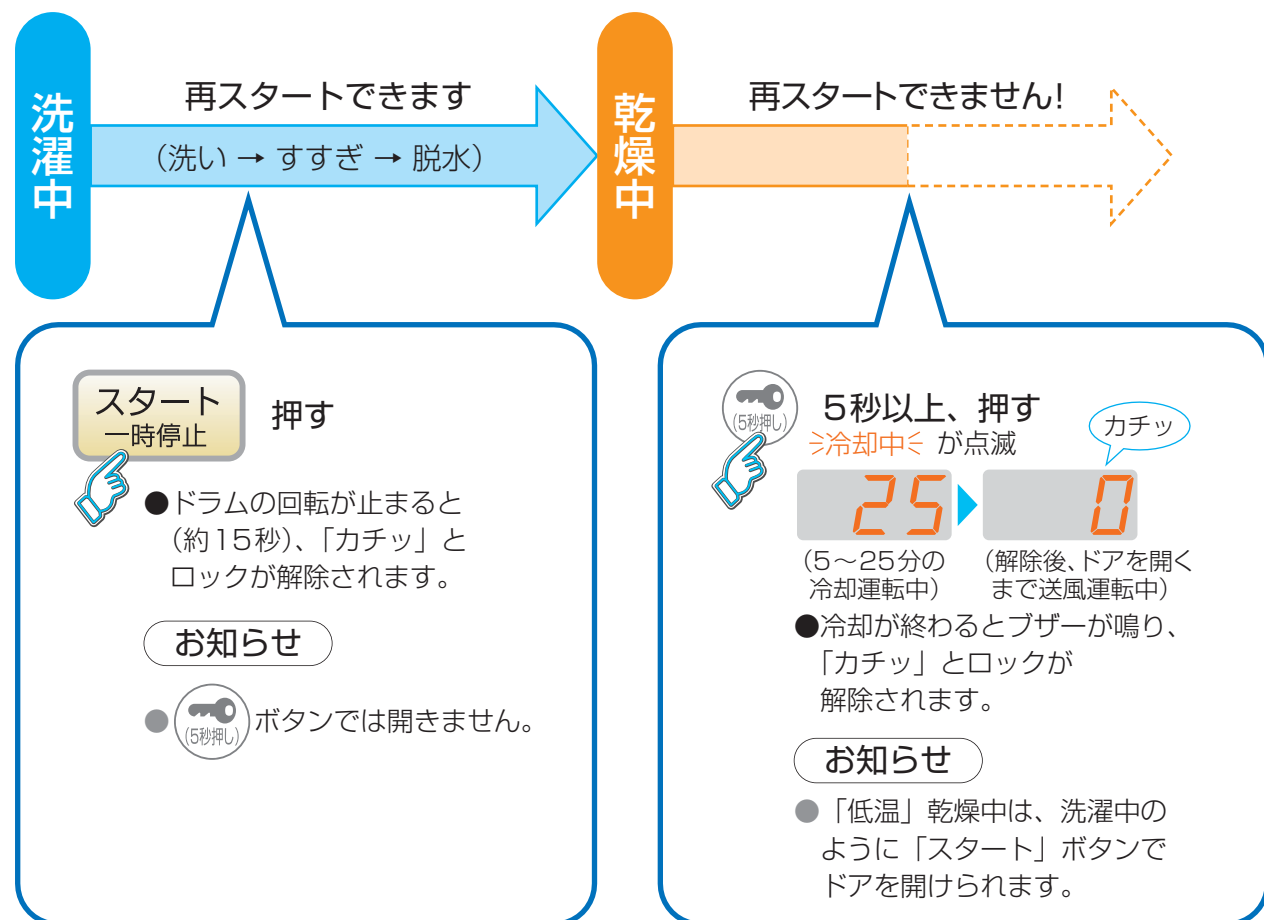 洗濯中
再スタートできます
（洗い → すすぎ → 脱水）
スタート
一時停止
押す
●ドラムの回転が止まると
（約15秒）、「カチッ」と
ロックが解除されます。
お知らせ
●(5秒押し)ボタンでは開きません。
乾燥中
再スタートできません!
(5秒押し)
5秒以上、押す
冷却中 が点滅
カチッ
25
0
（5～25分の
冷却運転中）
（解除後、ドアを開く
まで送風運転中）
●冷却が終わるとブザーが鳴り、
「カチッ」とロックが
解除されます。
お知らせ
●「低温」乾燥中は、洗濯中の
ように「スタート」ボタンで
ドアを開けられます。